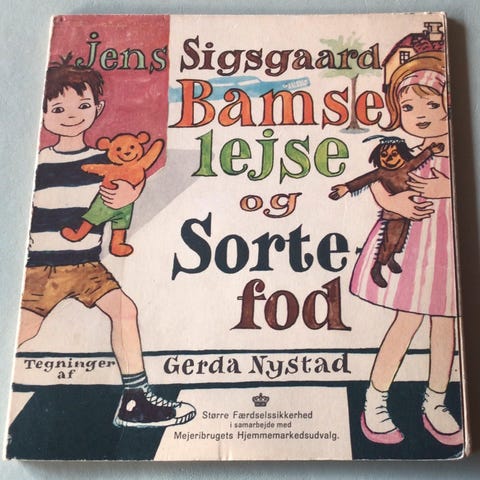 Jens Sigsgaard
Bamse
lejse
og
Sorte-
fod
Tegninger
af
Gerda Nystad
Større Færdselssikkerhed
i samarbejde med
Mejeribrugets Hjemmemarkedsudvalg.